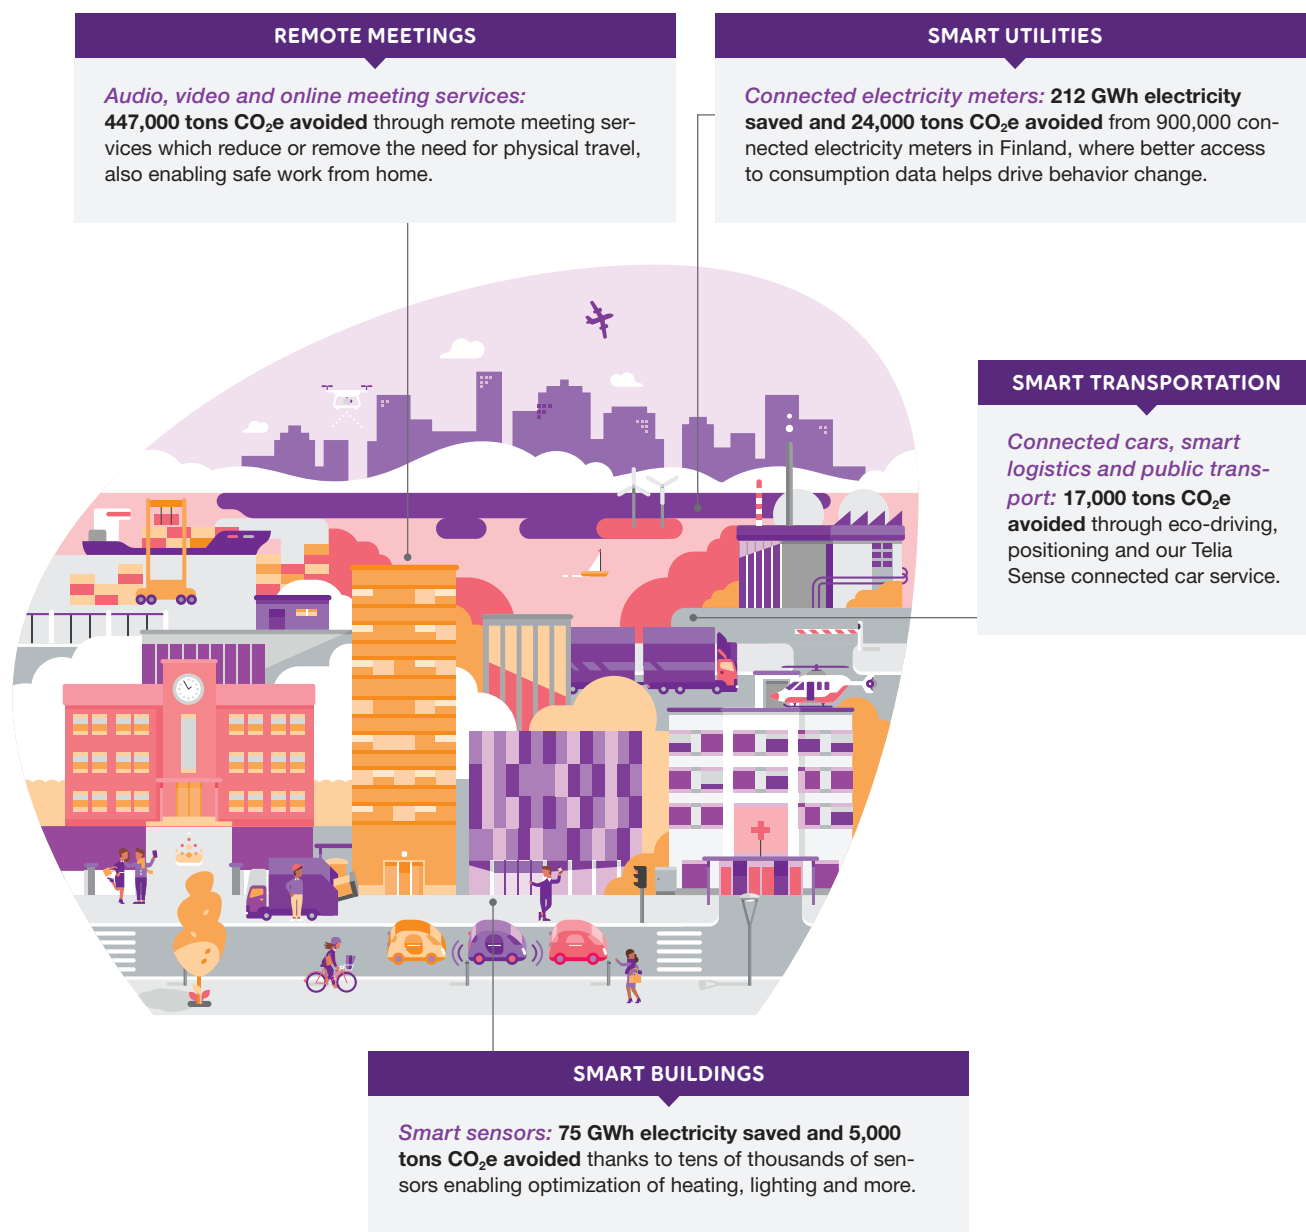 REMOTE MEETINGS
Audio, video and online meeting services:
447,000 tons CO₂e avoided through remote meeting ser-
vices which reduce or remove the need for physical travel,
also enabling safe work from home.
SMART UTILITIES
Connected electricity meters: 212 GWh electricity
saved and 24,000 tons CO₂e avoided from 900,000 con-
nected electricity meters in Finland, where better access
to consumption data helps drive behavior change.
SMART TRANSPORTATION
Connected cars, smart
logistics and public trans-
port: 17,000 tons CO₂e
avoided through eco-driving,
positioning and our Telia
Sense connected car service.
SMART BUILDINGS
Smart sensors: 75 GWh electricity saved and 5,000
tons CO₂e avoided thanks to tens of thousands of sen-
sors enabling optimization of heating, lighting and more.